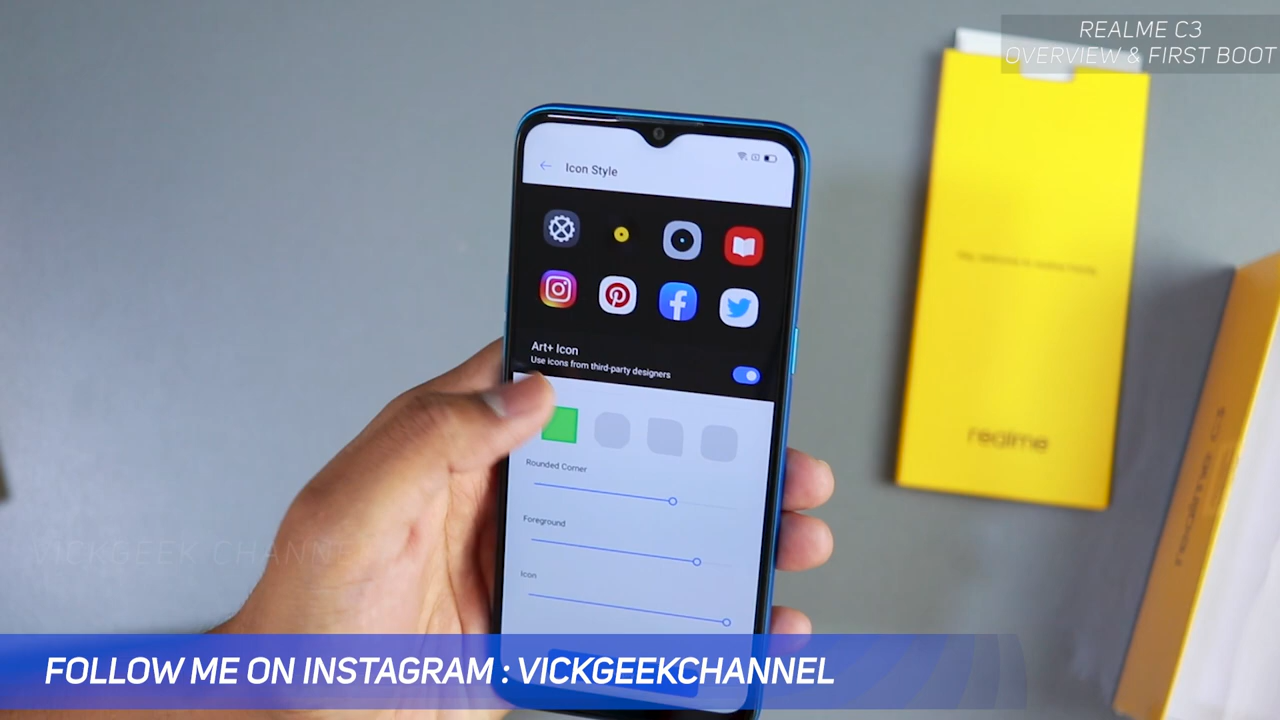 REALME C3
OVERVIEW & FIRST BOOT
Icon Style
Art+ Icon
Use icons from third-party designers
Rounded Corner
Foreground
Icon
realme
VICKGEEK CHANNEL
FOLLOW ME ON INSTAGRAM : VICKGEEKCHANNEL